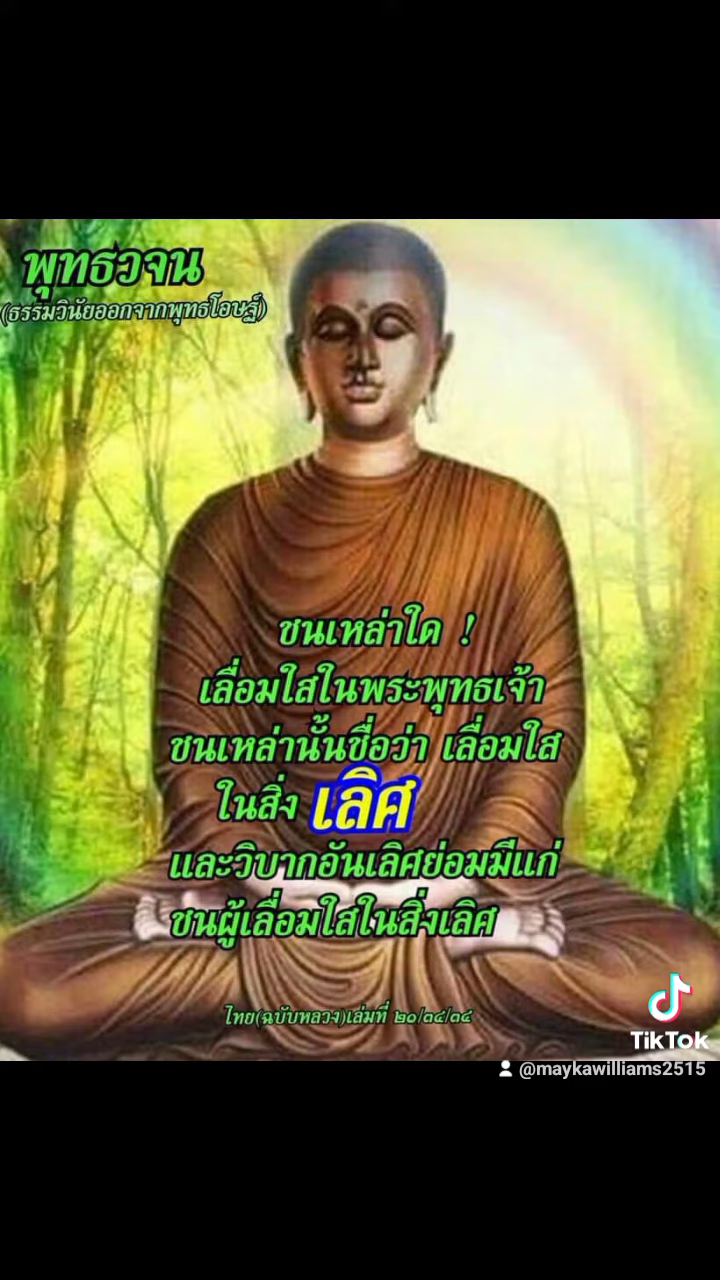 พุทธวจน
(ธรรมวินัยออกจากพุทธโอษฐ์)
ชนเหล่าใด !
เลื่อมใสในพระพุทธเจ้า
ชนเหล่านั้นชื่อว่า เลื่อมใส
ในสิ่ง เลิศ
และวิบากอันเลิศย่อมมีแก่
ชนผู้เลื่อมใสในสิ่งเลิศ
ไทย(ฉบับหลวง)เล่มที่ ๒๐/๓๔/๓๔
TikTok
@maykawilliams2515